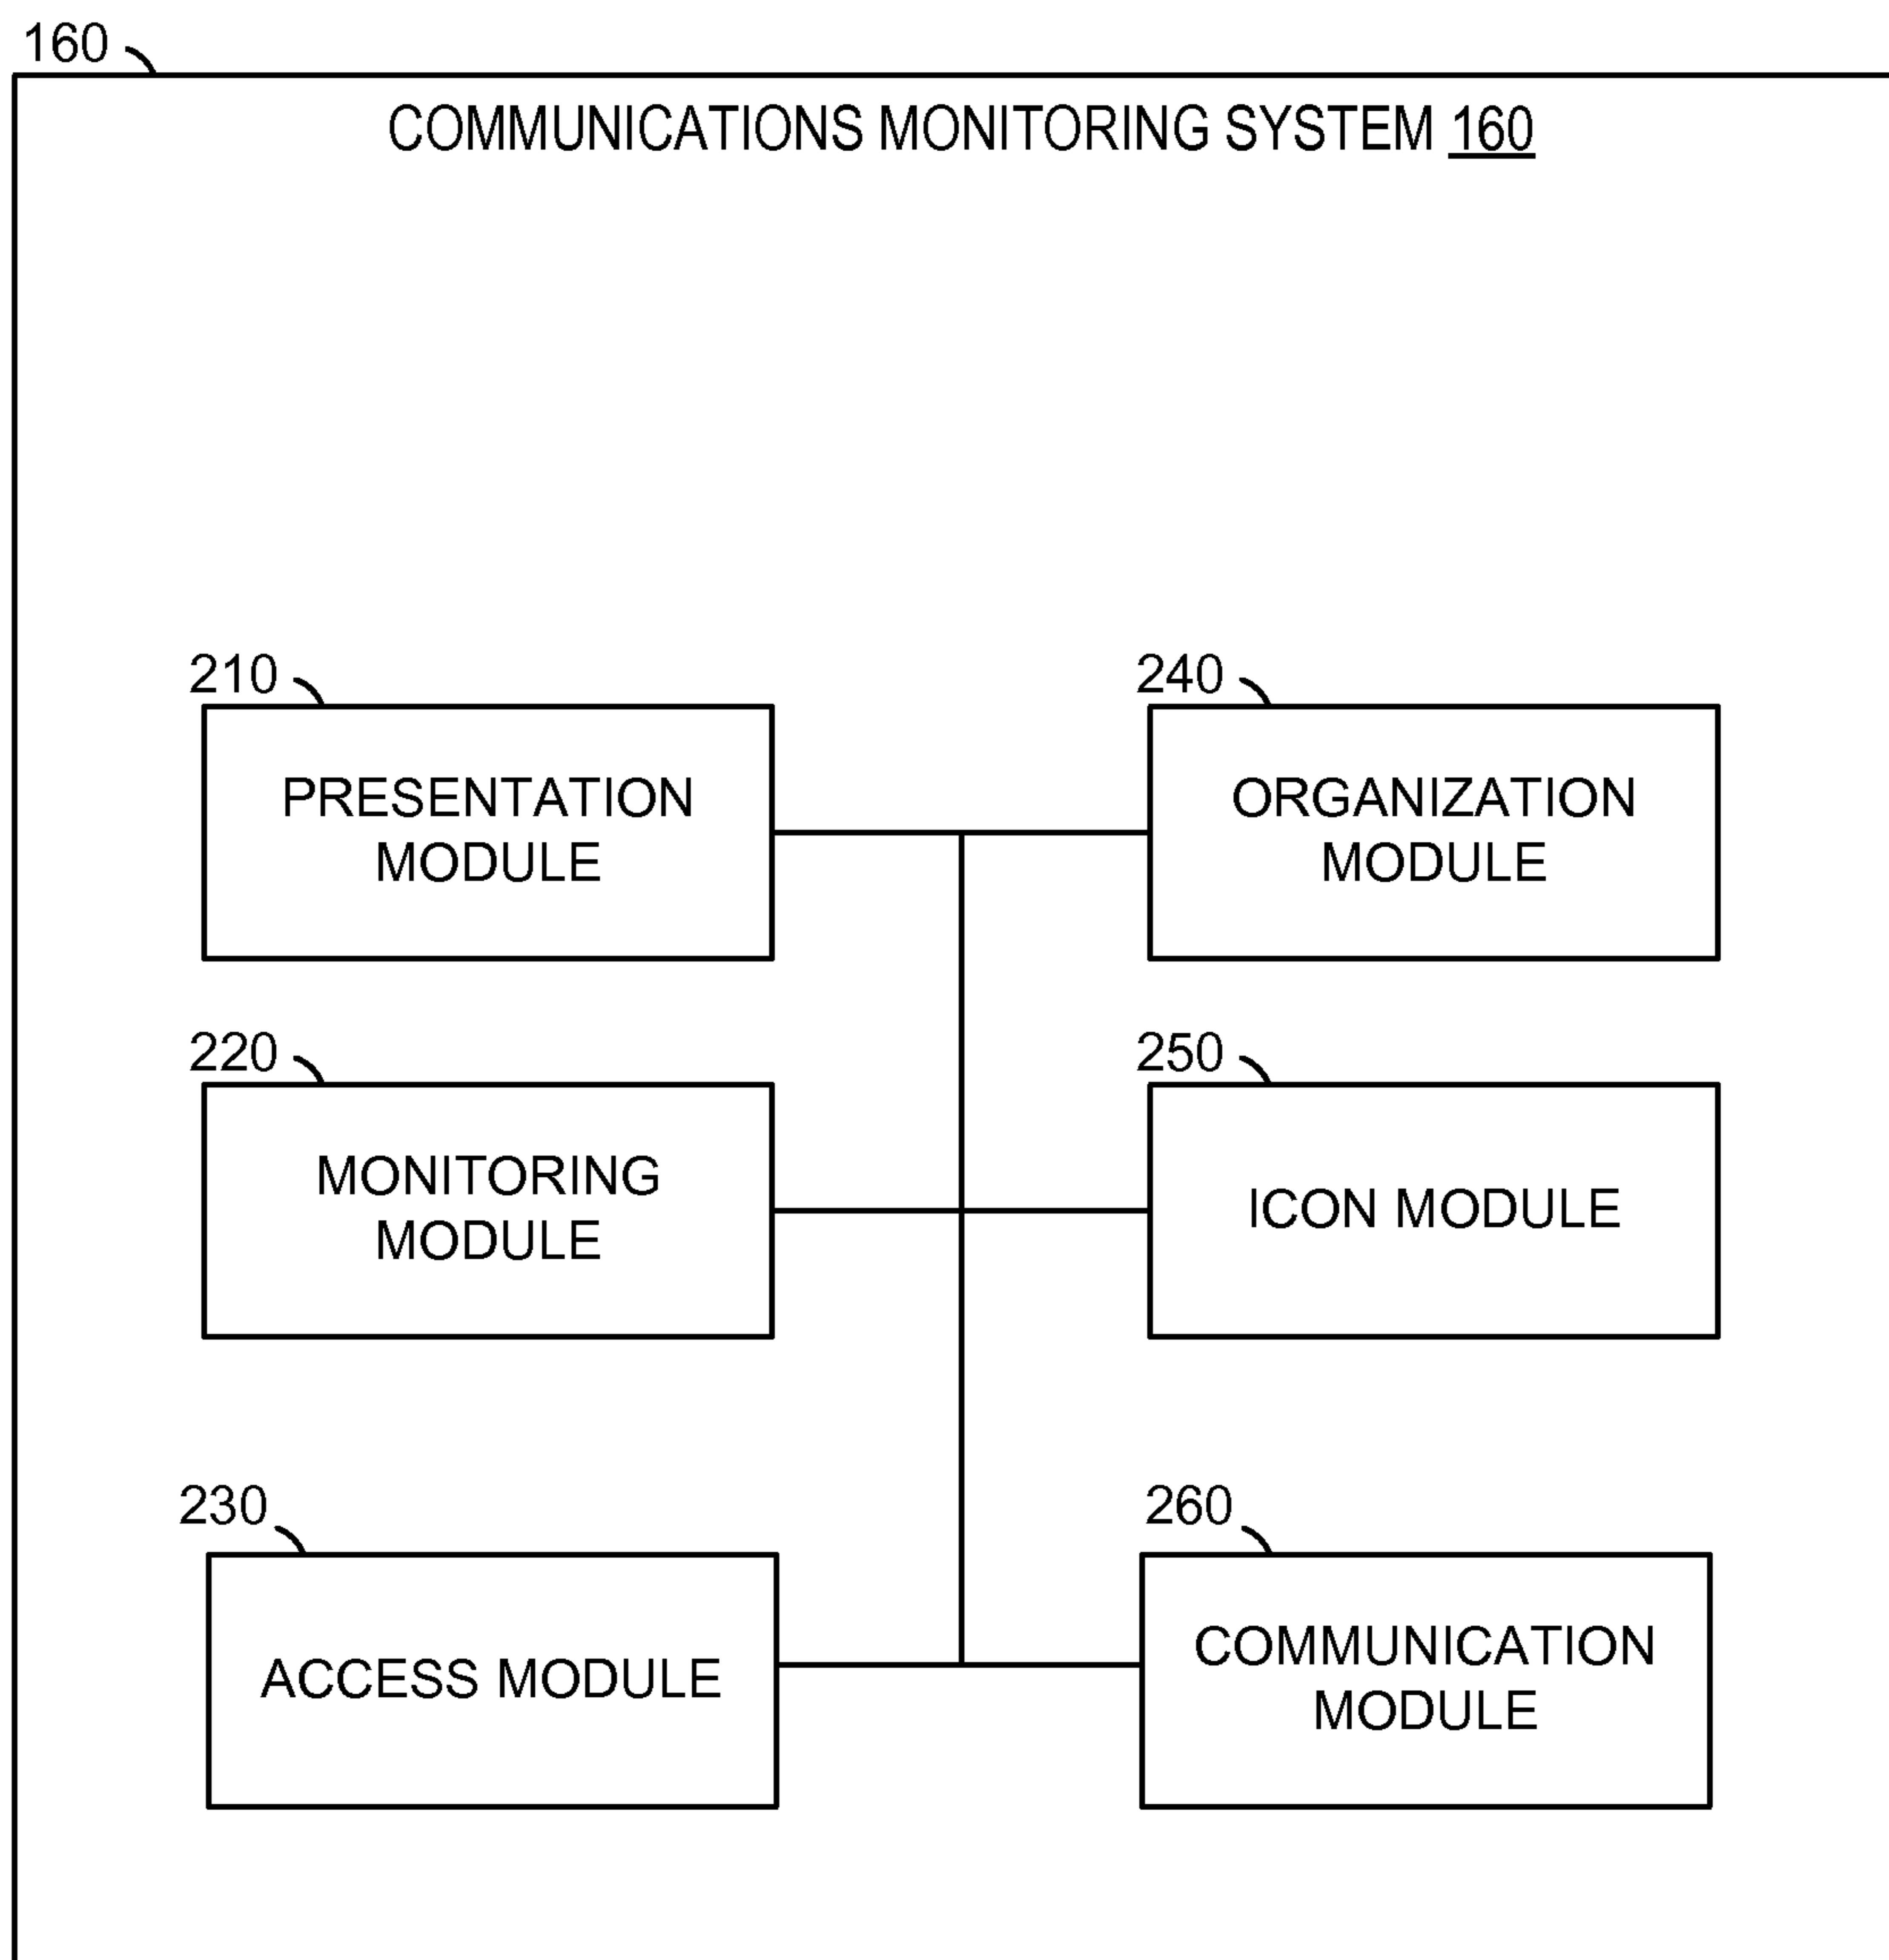 160
COMMUNICATIONS MONITORING SYSTEM 160
210
PRESENTATION
MODULE
240
ORGANIZATION
MODULE
220
MONITORING
MODULE
250
ICON MODULE
230
ACCESS MODULE
260
COMMUNICATION
MODULE